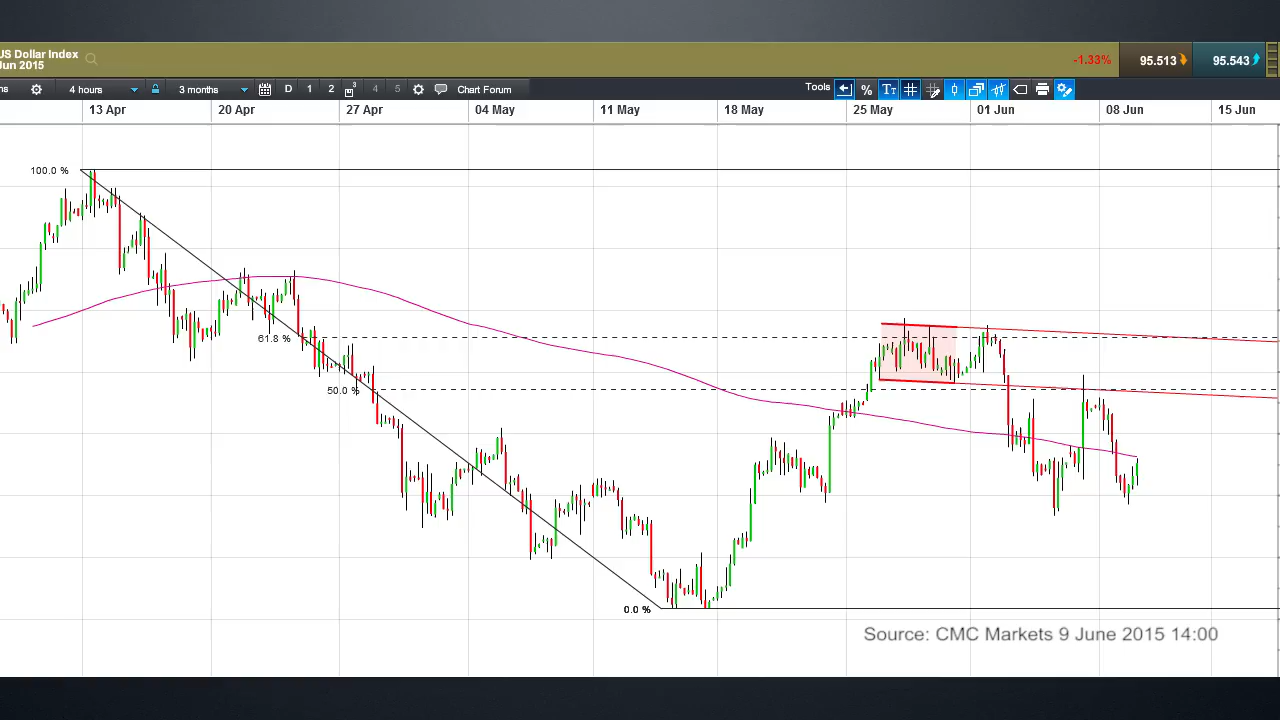 US Dollar Index
Jun 2015
-1.33%
95.513
95.543
4 hours
3 months
D
1
2
3
4
5
Chart Forum
Tools
%
TT
13 Apr
20 Apr
27 Apr
04 May
11 May
18 May
25 May
01 Jun
08 Jun
15 Jun
100.0 %
61.8 %
50.0 %
0.0 %
Source: CMC Markets 9 June 2015 14:00